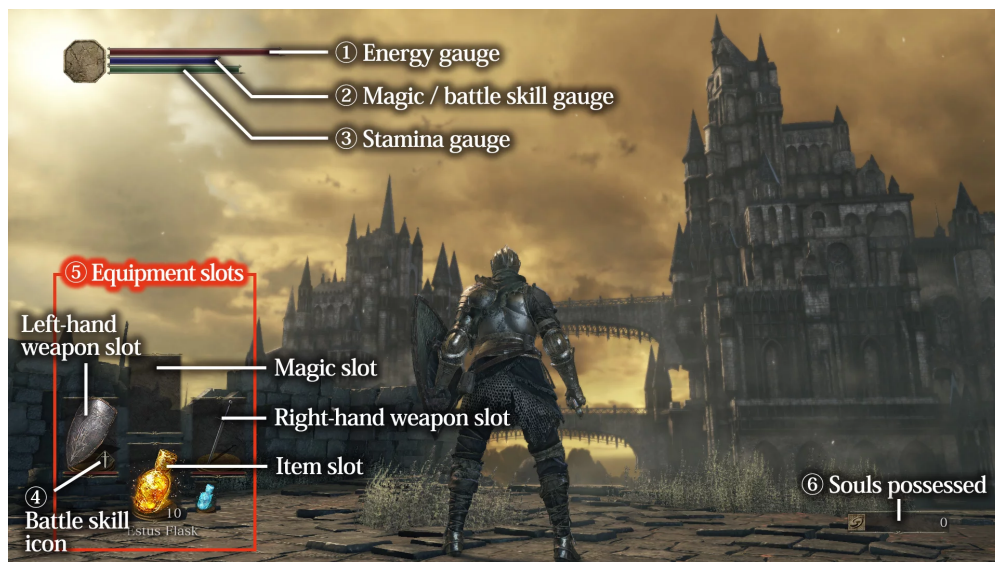 ① Energy gauge
② Magic / battle skill gauge
③ Stamina gauge
⑤ Equipment slots
Left-hand
weapon slot
Magic slot
Right-hand weapon slot
Item slot
④
Battle skill
icon
10
Estus Flask
⑥ Souls possessed
0